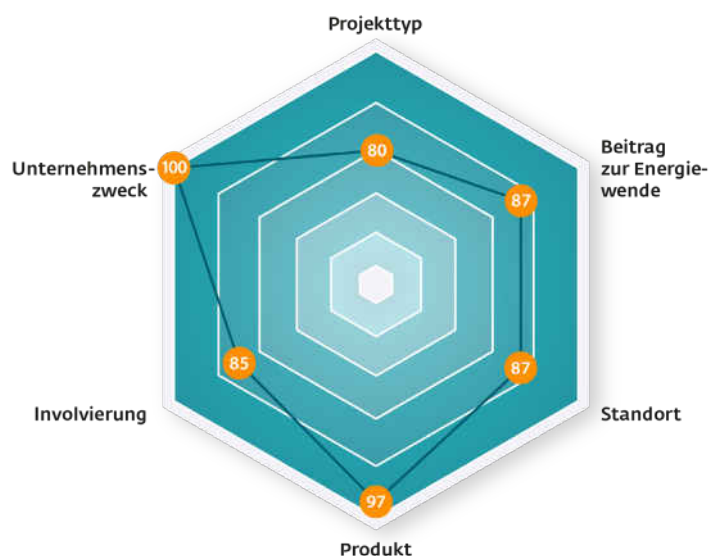 Projekttyp
Unternehmens-
zweck
100
80
Beitrag
zur Energie-
wende
87
85
87
Involvierung
Standort
97
Produkt